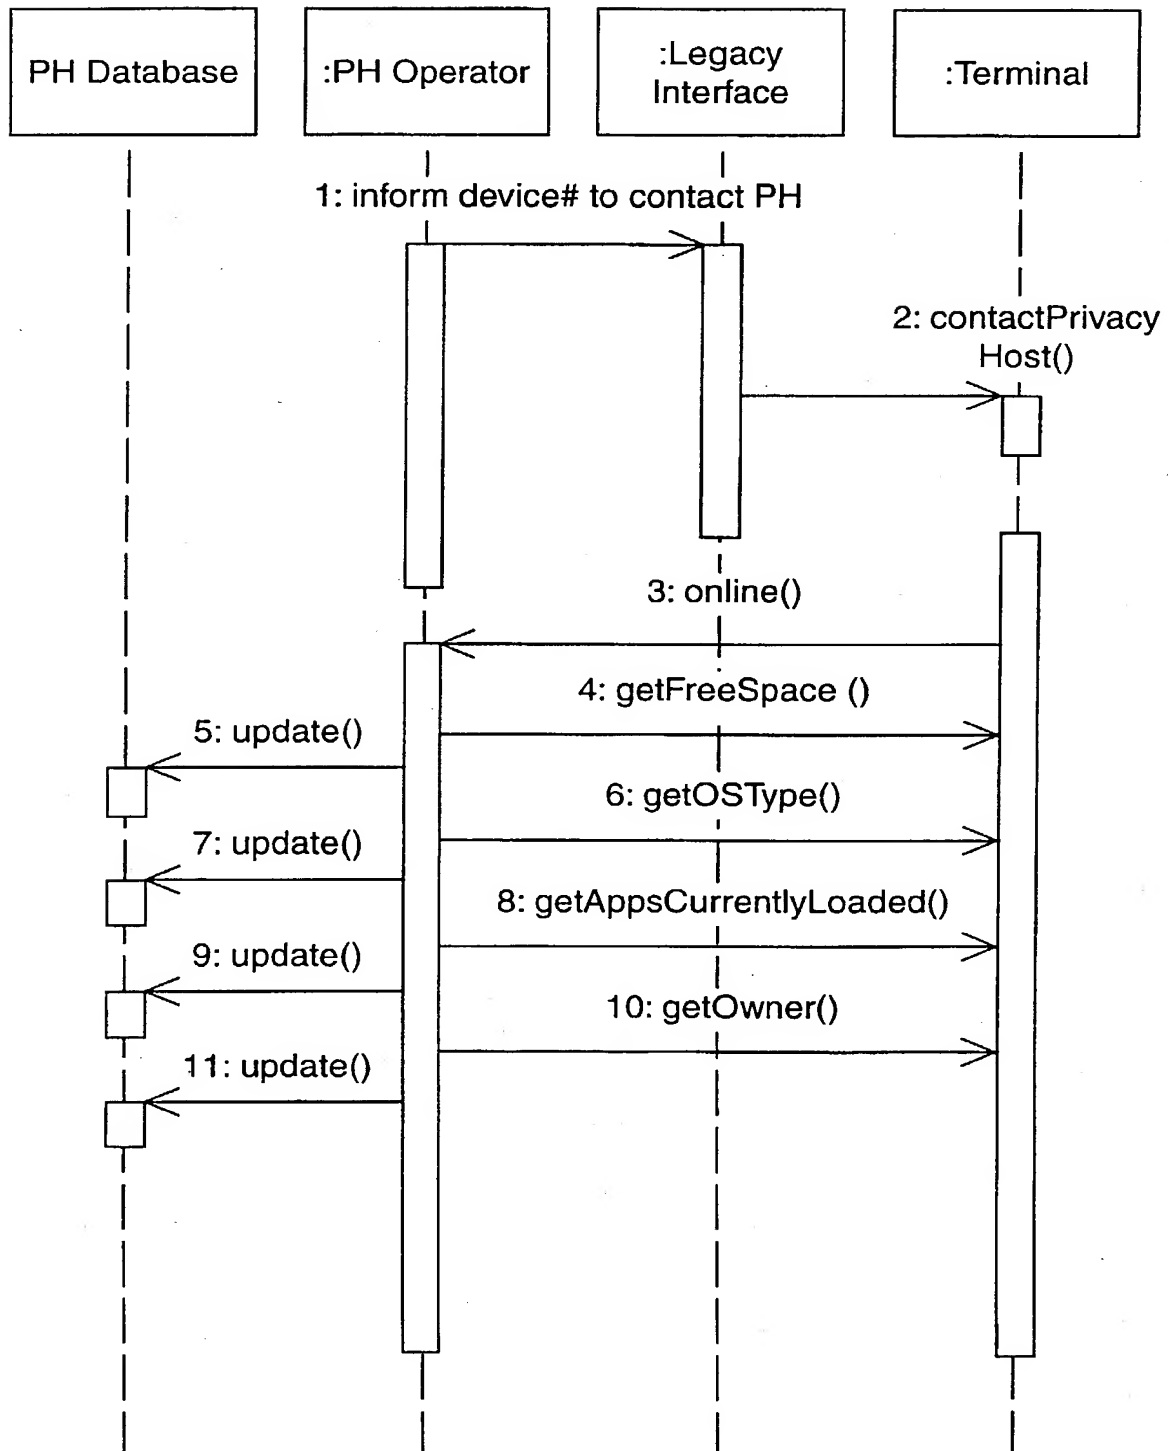 PH Database
:PH Operator
:Legacy
Interface
:Terminal
1: inform device# to contact PH
2: contactPrivacy
Host()
3: online()
4: getFreeSpace ()
5: update()
6: getOSType()
7: update()
8: getAppsCurrentlyLoaded()
9: update()
10: getOwner()
11: update()